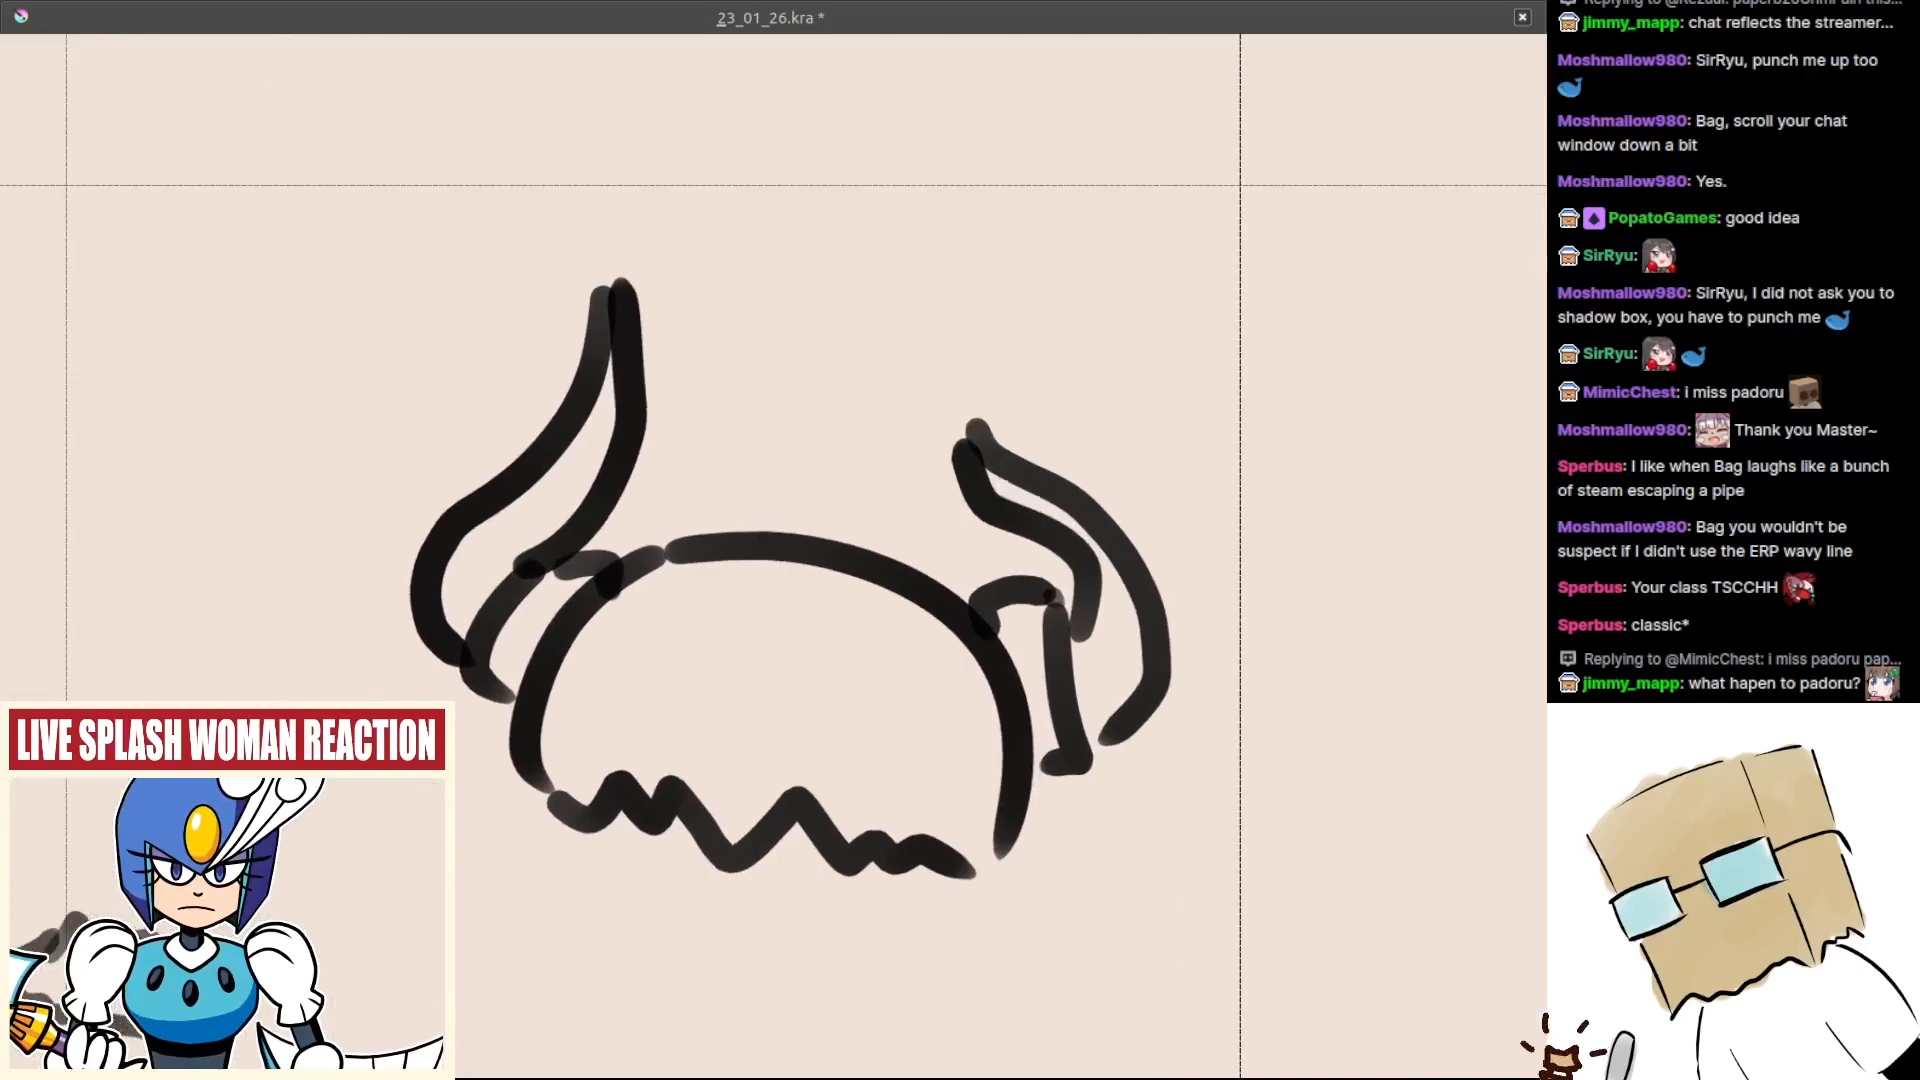 23_01_26.kra *
jimmy_mapp: chat reflects the streamer...
Moshmallow980: SirRyu, punch me up too
Moshmallow980: Bag, scroll your chat
window down a bit
Moshmallow980: Yes.
PopatoGames: good idea
SirRyu:
Moshmallow980: SirRyu, I did not ask you to
shadow box, you have to punch me
SirRyu:
MimicChest: i miss padoru
Moshmallow980: Thank you Master~
Sperbus: I like when Bag laughs like a bunch
of steam escaping a pipe
Moshmallow980: Bag you wouldn't be
suspect if I didn't use the ERP wavy line
Sperbus: Your class TSCCHH
Sperbus: classic*
Replying to @MimicChest: i miss padoru pap...
jimmy_mapp: what hapen to padoru?
LIVE SPLASH WOMAN REACTION